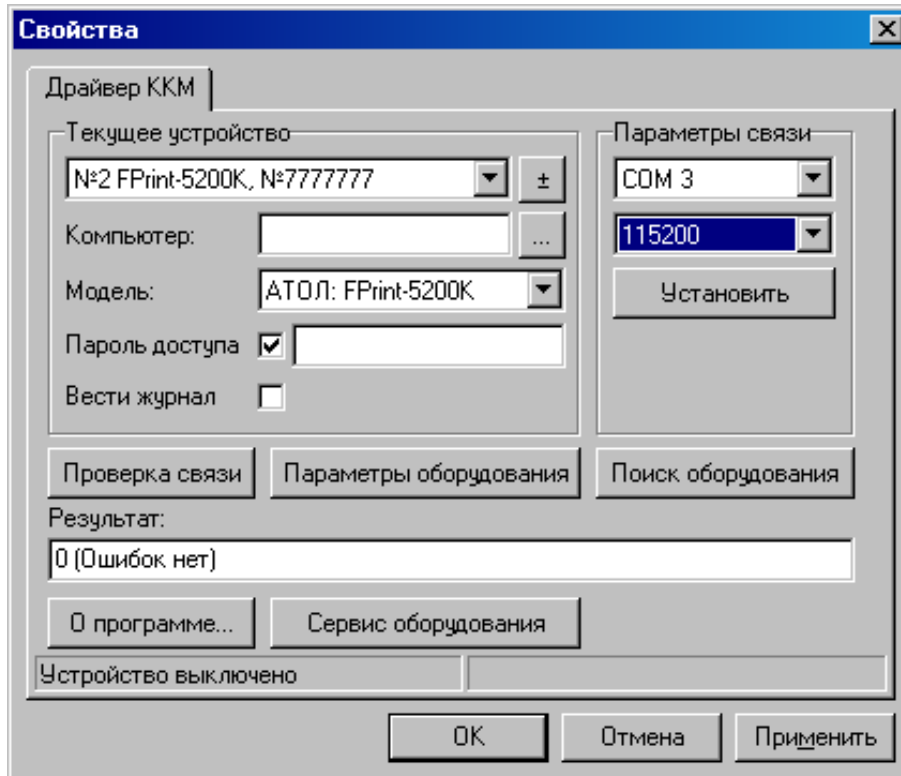 Свойства
Драйвер ККМ
Текущее устройство
Параметры связи
№2 FPrint-5200K, №7777777
±
COM 3
Компьютер:
...
115200
Модель:
АТОЛ: FPrint-5200K
Установить
Пароль доступа
Вести журнал
Проверка связи
Параметры оборудования
Поиск оборудования
Результат:
0 (Ошибок нет)
О программе...
Сервис оборудования
Устройство выключено
OK
Отмена
Применить